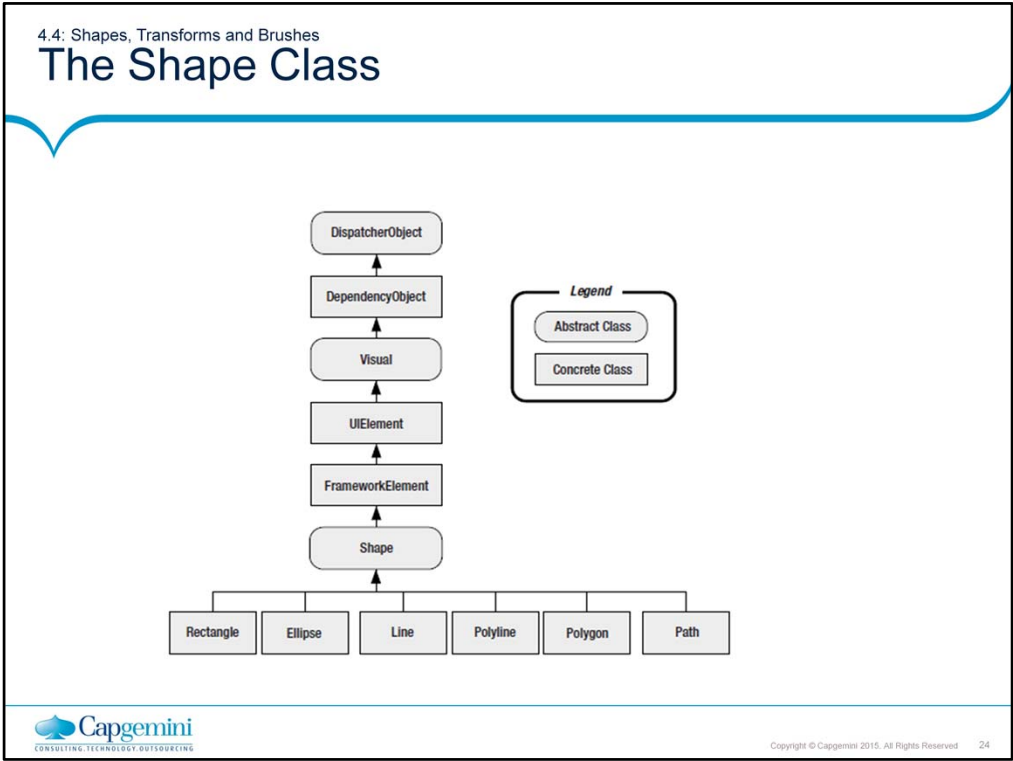 4.4: Shapes, Transforms and Brushes
The Shape Class
DispatcherObject
DependencyObject
Visual
UIElement
FrameworkElement
Shape
Rectangle
Ellipse
Line
Polyline
Polygon
Path
Legend
Abstract Class
Concrete Class
Capgemini
CONSULTING.TECHNOLOGY.OUTSOURCING
Copyright © Capgemini 2015. All Rights Reserved 24